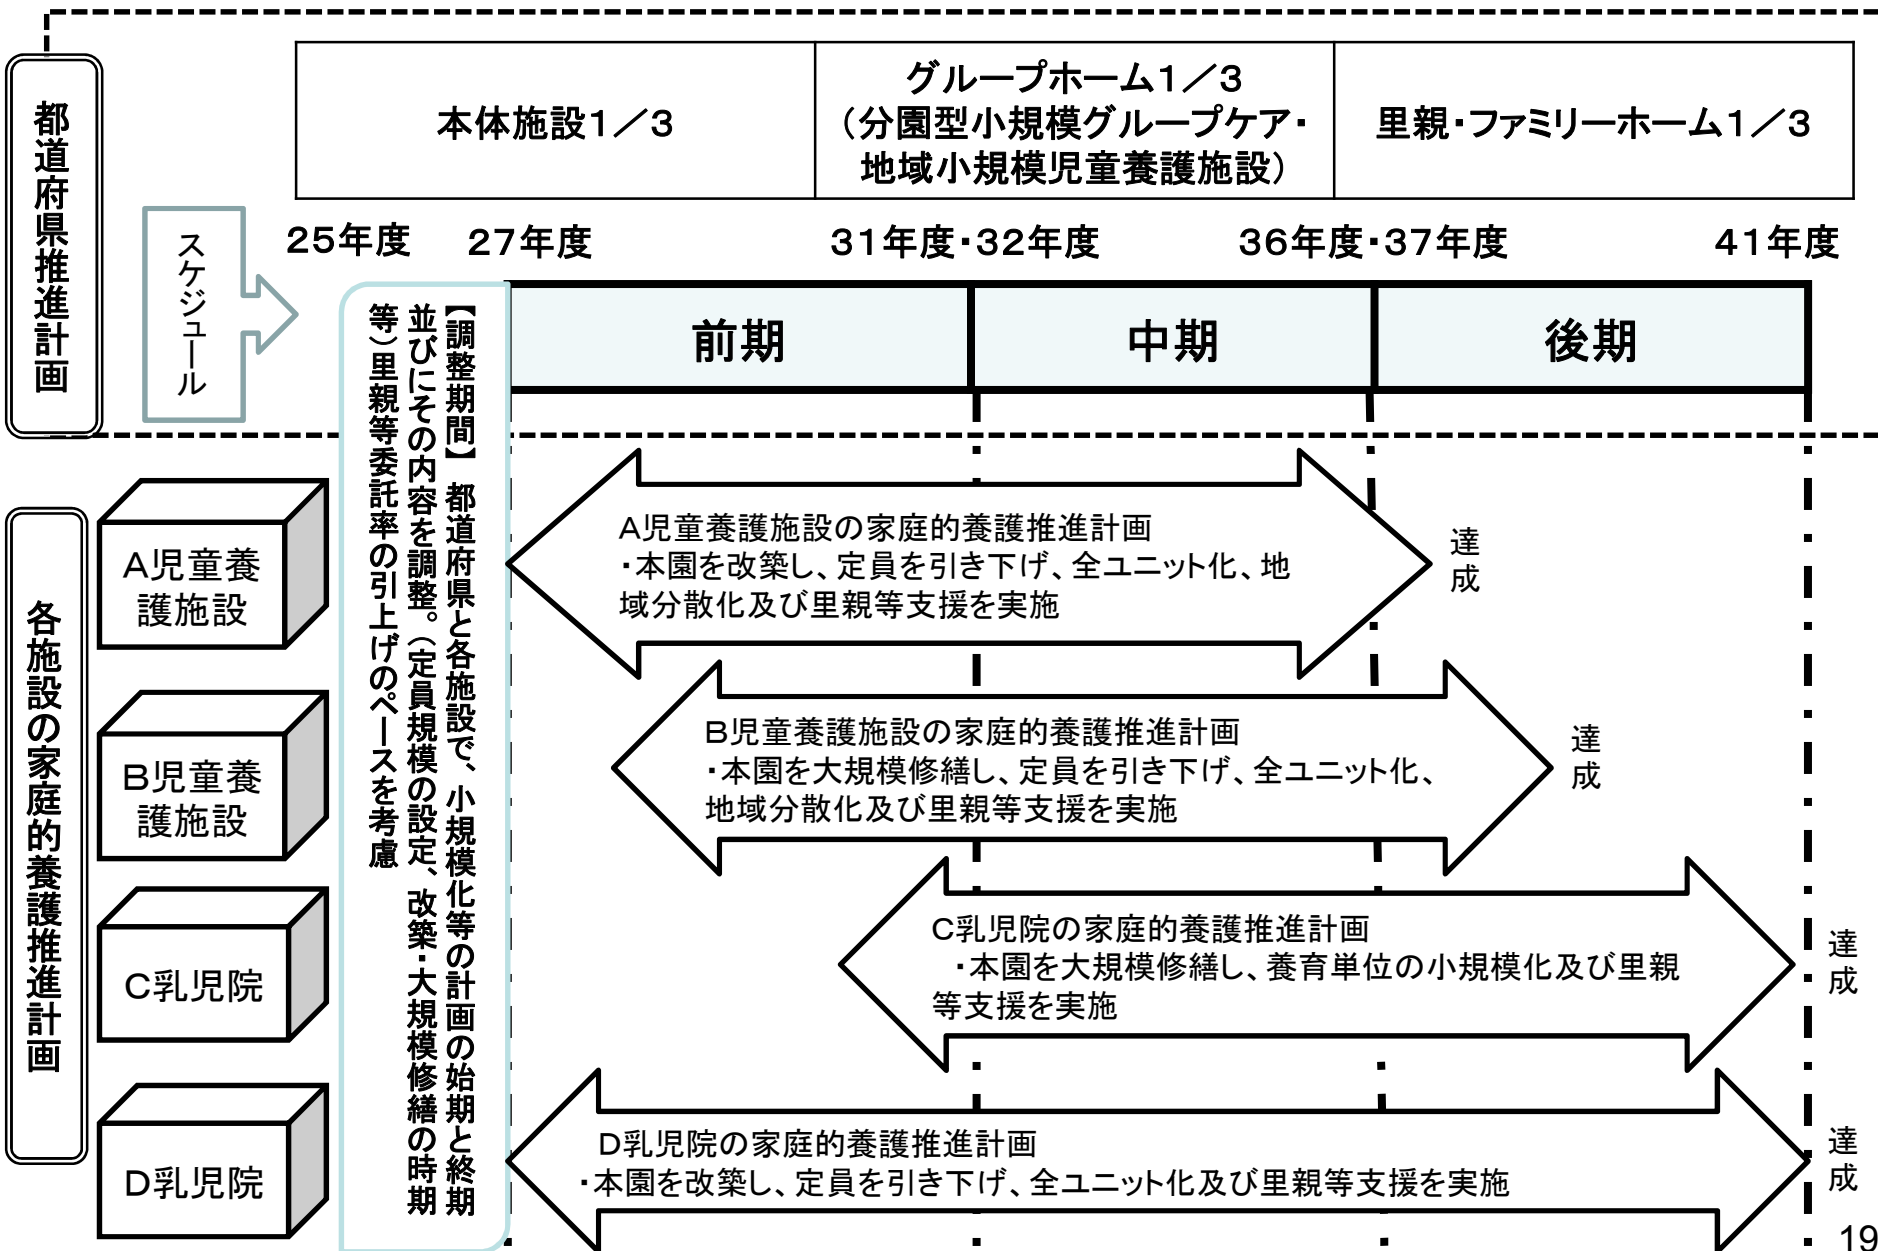 都道府県推進計画
本体施設1/3
グループホーム1/3
(分園型小規模グループケア・
地域小規模児童養護施設)
里親・ファミリーホーム1/3
スケジュール
25年度
27年度
31年度・32年度
36年度・37年度
41年度
前期
中期
後期
【調整期間】 都道府県と各施設で、小規模化等の計画の始期と終期
並びにその内容を調整。(定員規模の設定、改築・大規模修繕の時期
等)里親等委託率の引上げのペースを考慮
各施設の家庭的養護推進計画
A児童養
護施設
A児童養護施設の家庭的養護推進計画
・本園を改築し、定員を引き下げ、全ユニット化、地
域分散化及び里親等支援を実施
達成
B児童養
護施設
B児童養護施設の家庭的養護推進計画
・本園を大規模修繕し、定員を引き下げ、全ユニット化、
地域分散化及び里親等支援を実施
達成
C乳児院
C乳児院の家庭的養護推進計画
・本園を大規模修繕し、養育単位の小規模化及び里親
等支援を実施
達成
D乳児院
D乳児院の家庭的養護推進計画
・本園を改築し、定員を引き下げ、全ユニット化及び里親等支援を実施
達成
19